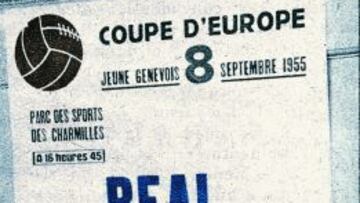 COUPE D'EUROPE
JEUNE GENEVOIS 8 SEPTEMBRE 1955
PARC DES SPORTS
DES CHARMILLES
(à 16 heures 45)
REAL